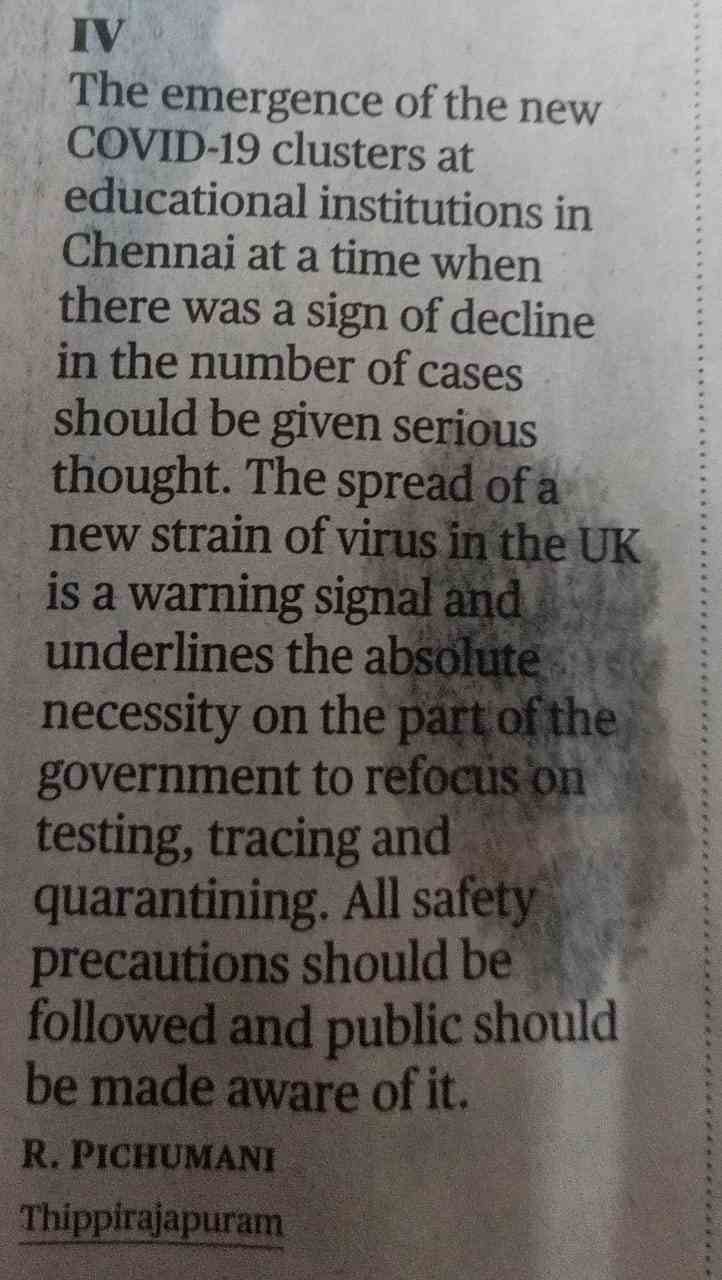 IV
The emergence of the new
COVID-19 clusters at
educational institutions in
Chennai at a time when
there was a sign of decline
in the number of cases
should be given serious
thought. The spread of a
new strain of virus in the UK
is a warning signal and
underlines the absolute
necessity on the part of the
government to refocus on
testing, tracing and
quarantining. All safety
precautions should be
followed and public should
be made aware of it.
R. PICHUMANI
Thippirajapuram